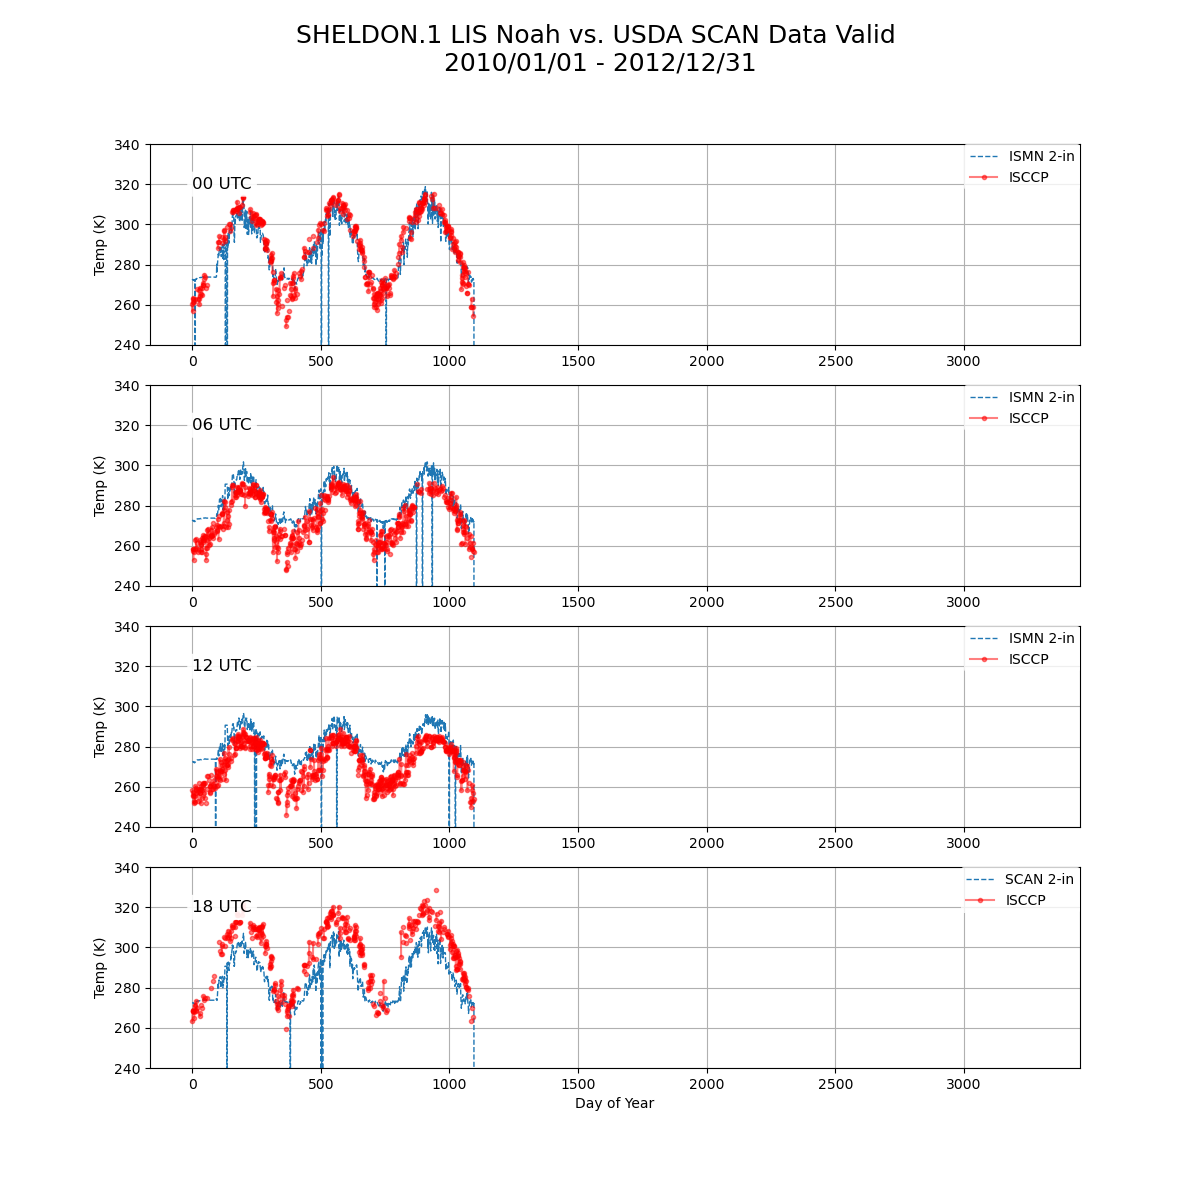 SHELDON.1 LIS Noah vs. USDA SCAN Data Valid
2010/01/01 - 2012/12/31
340
320
300
280
260
240
Temp (K)
00 UTC
ISMN 2-in
ISCCP
0 500 1000 1500 2000 2500 3000
340
320
300
280
260
240
Temp (K)
06 UTC
ISMN 2-in
ISCCP
0 500 1000 1500 2000 2500 3000
340
320
300
280
260
240
Temp (K)
12 UTC
ISMN 2-in
ISCCP
0 500 1000 1500 2000 2500 3000
340
320
300
280
260
240
Temp (K)
18 UTC
SCAN 2-in
ISCCP
0 500 1000 1500 2000 2500 3000
Day of Year